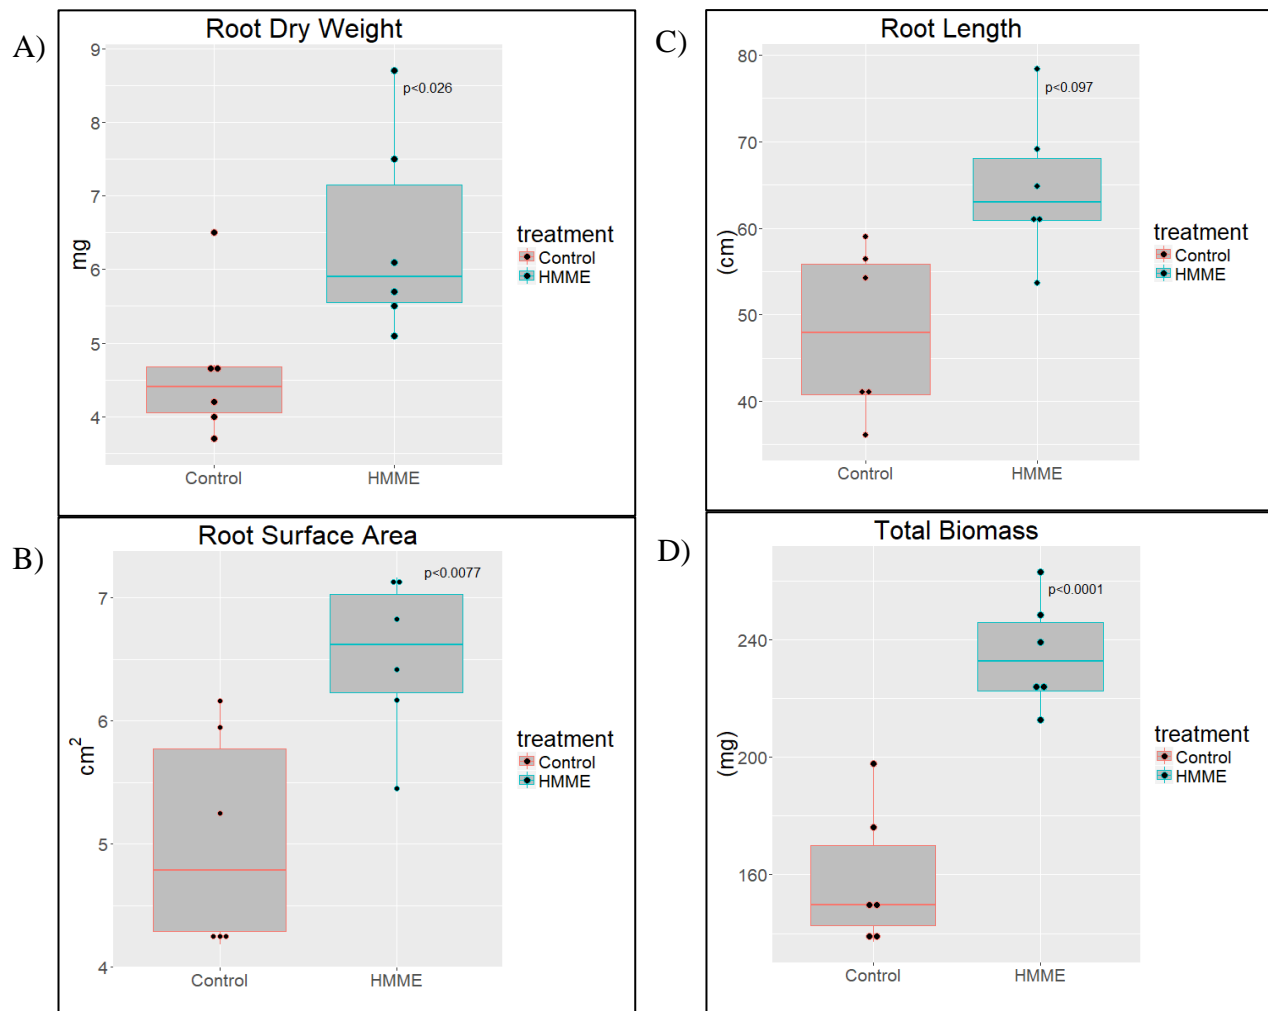 A)
Root Dry Weight
9
8
7
6
5
4
mg
p<0.026
Control
HMME
treatment
Control
HMME
B)
Root Surface Area
7
6
5
4
cm²
p<0.0077
Control
HMME
treatment
Control
HMME
C)
Root Length
80
70
60
50
40
(cm)
p<0.097
Control
HMME
treatment
Control
HMME
D)
Total Biomass
240
200
160
(mg)
p<0.0001
Control
HMME
treatment
Control
HMME